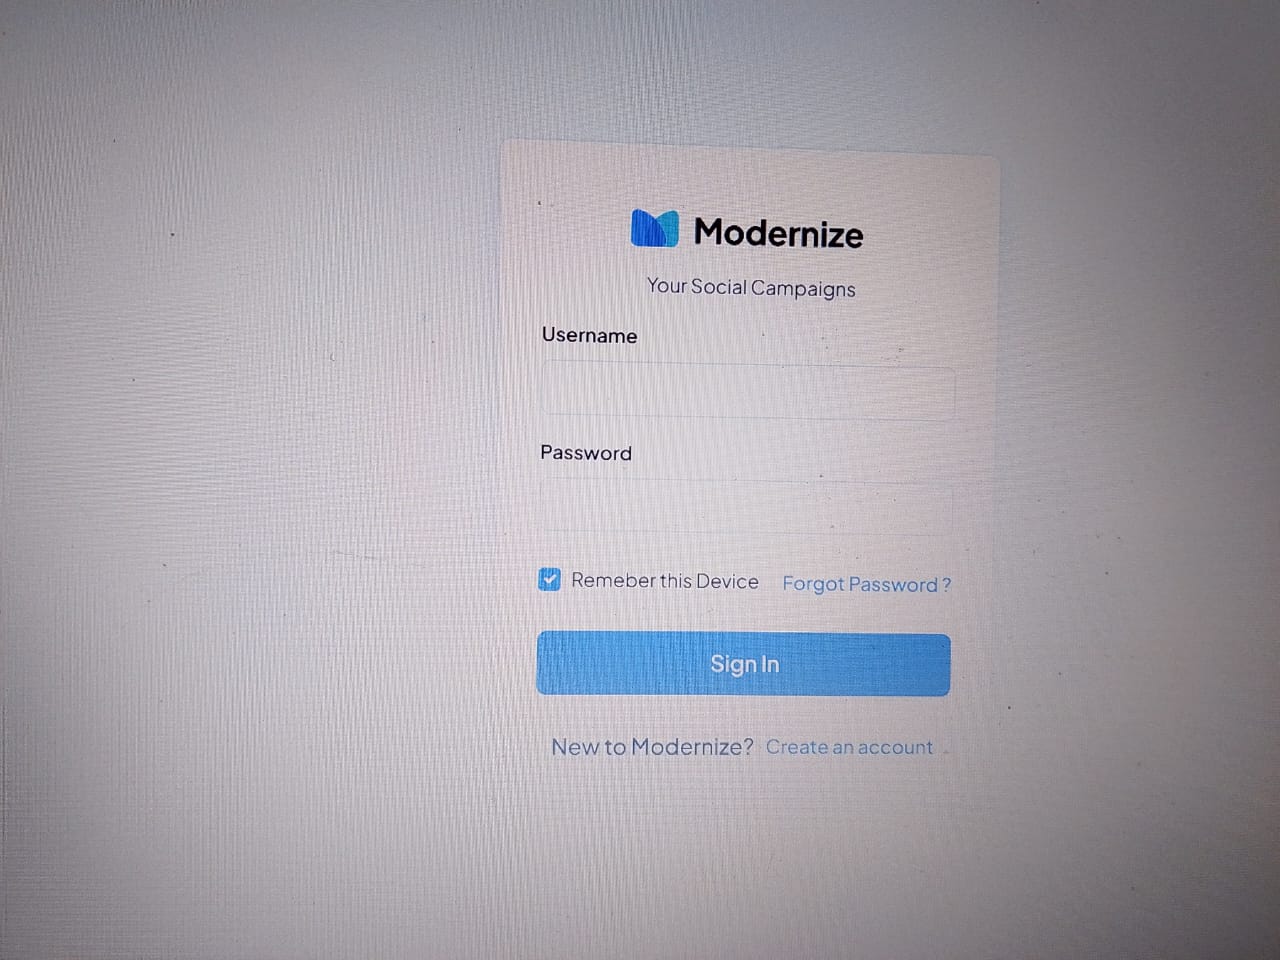 Modernize
Your Social Campaigns
Username
Password
Remeber this Device Forgot Password ?
Sign In
New to Modernize? Create an account